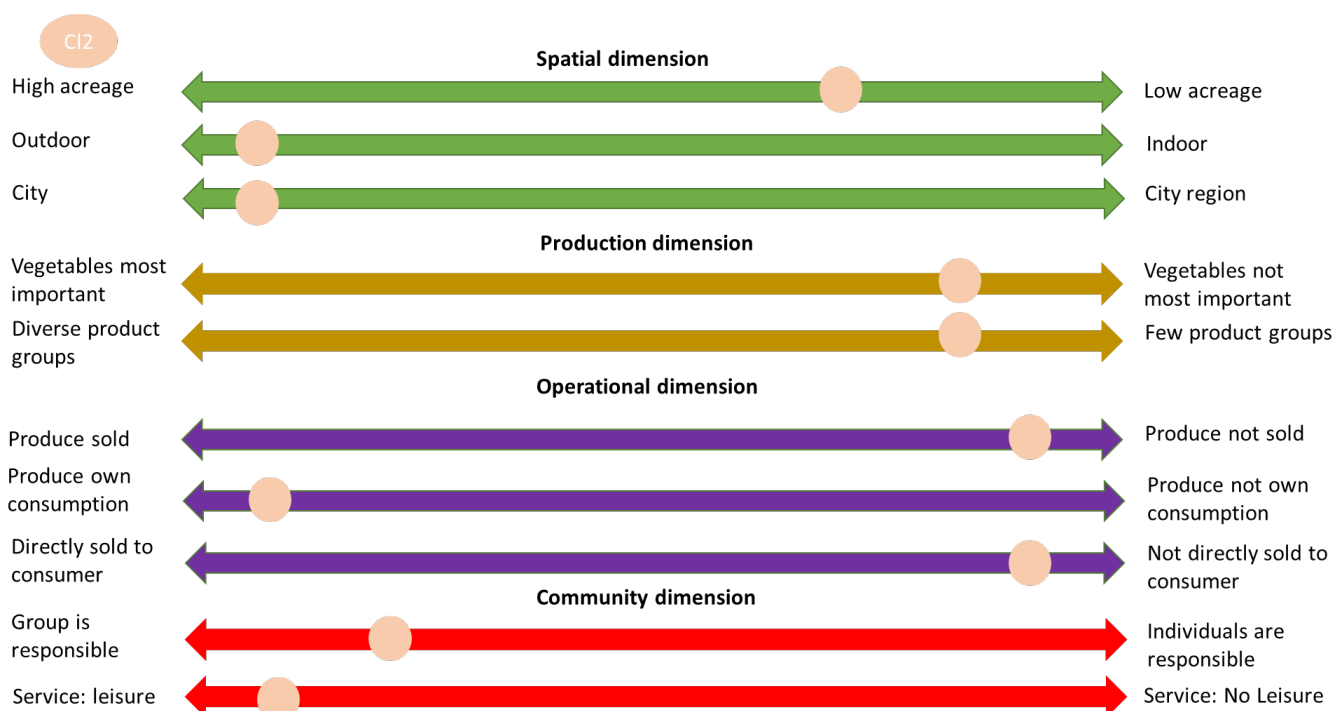 Cl2
Spatial dimension
High acreage
Low acreage
Outdoor
Indoor
City
City region
Production dimension
Vegetables most
important
Vegetables not
most important
Diverse product
groups
Few product groups
Operational dimension
Produce sold
Produce not sold
Produce own
consumption
Produce not own
consumption
Directly sold to
consumer
Not directly sold to
consumer
Community dimension
Group is
responsible
Individuals are
responsible
Service: leisure
Service: No Leisure